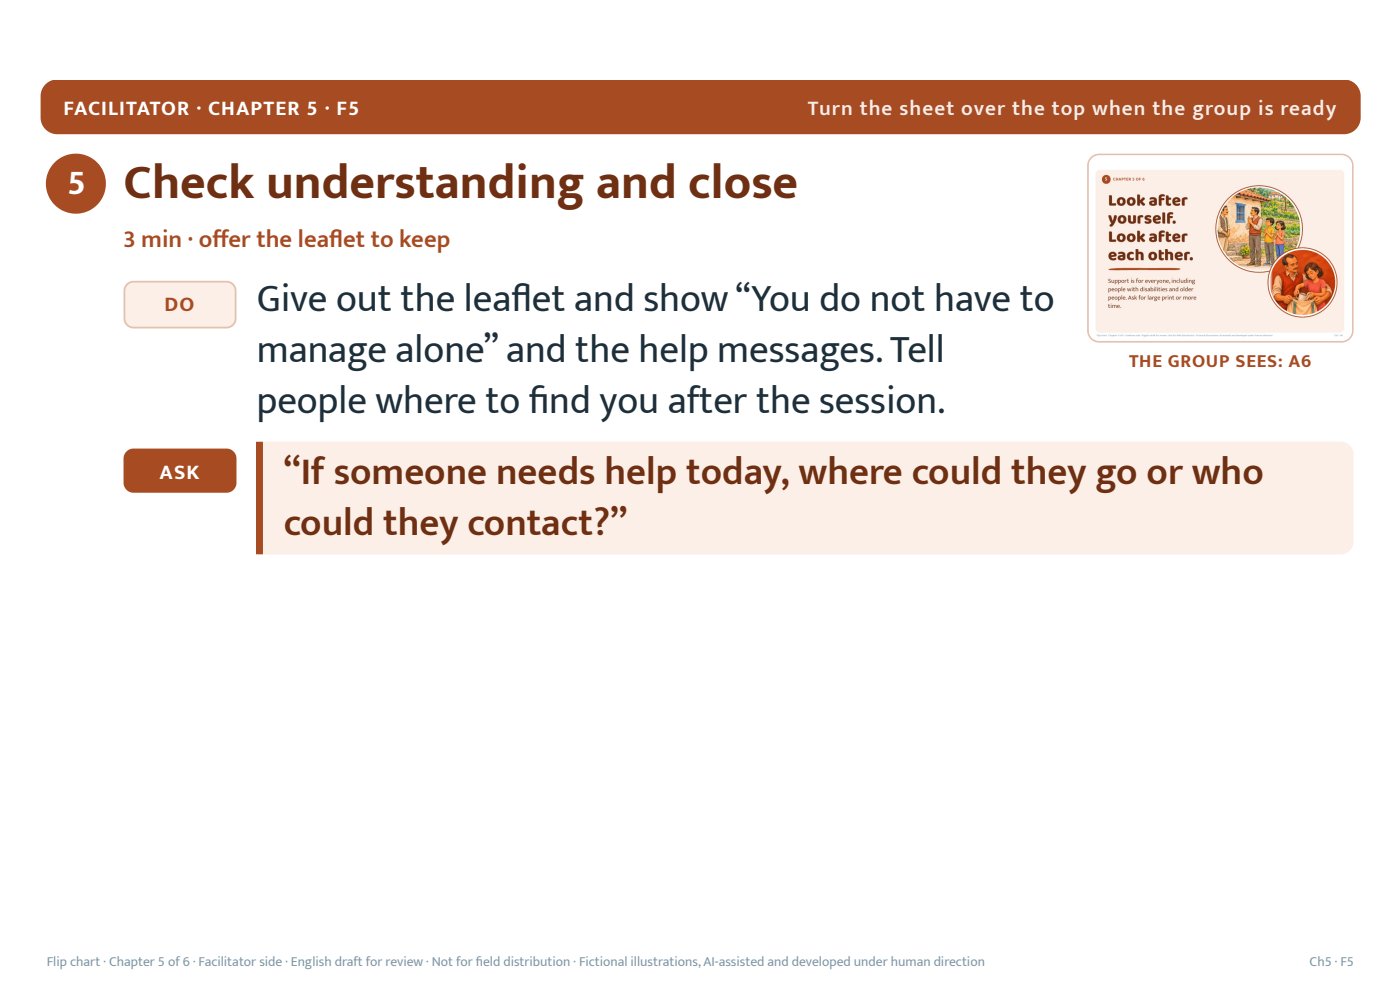 FACILITATOR · CHAPTER 5 · F5
Turn the sheet over the top when the group is ready
5
Check understanding and close
3 min · offer the leaflet to keep
DO
Give out the leaflet and show “You do not have to
manage alone” and the help messages. Tell
people where to find you after the session.
5 CHAPTER 5 OF 6
Look after
yourself.
Look after
each other.
Support is for everyone, including
people with disabilities and older
people. Ask for large print or more
time.
THE GROUP SEES: A6
ASK
“If someone needs help today, where could they go or who
could they contact?”
Flip chart · Chapter 5 of 6 · Facilitator side · English draft for review · Not for field distribution · Fictional illustrations, AI-assisted and developed under human direction
Ch5 · F5